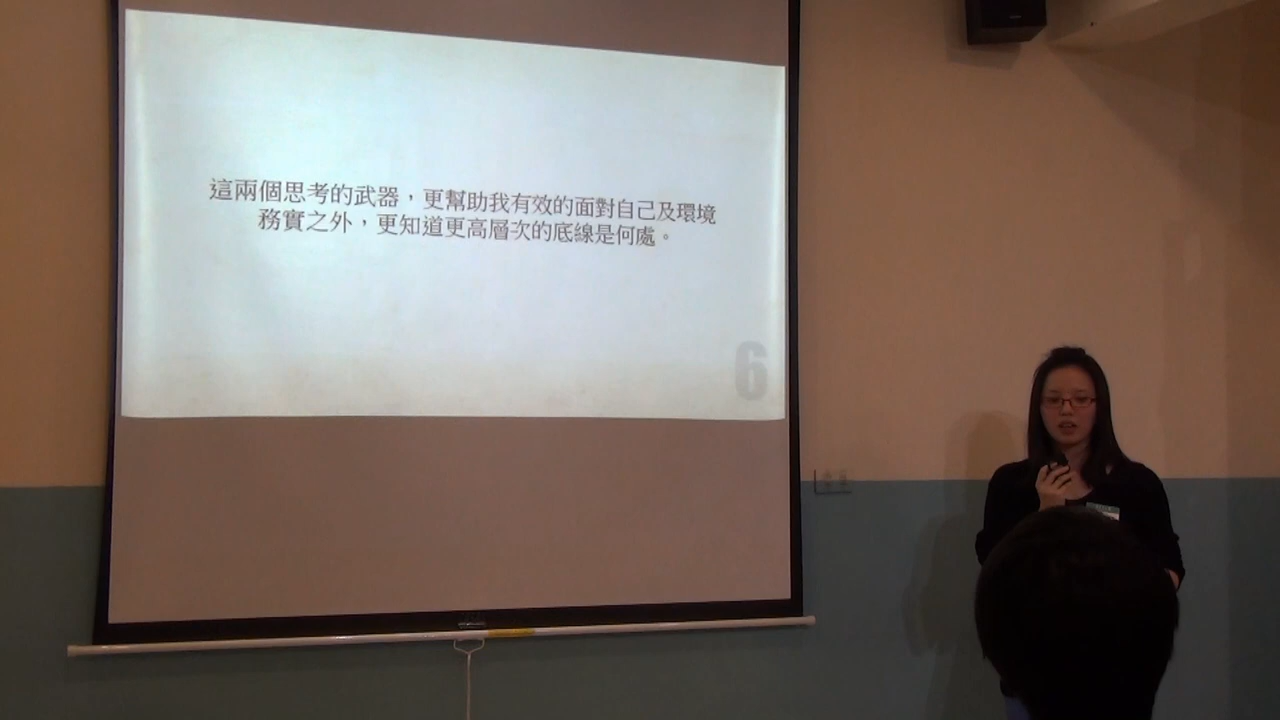 這兩個思考的武器，更幫助我有效的面對自己及環境
務實之外，更知道更高層次的底線是何處。
6